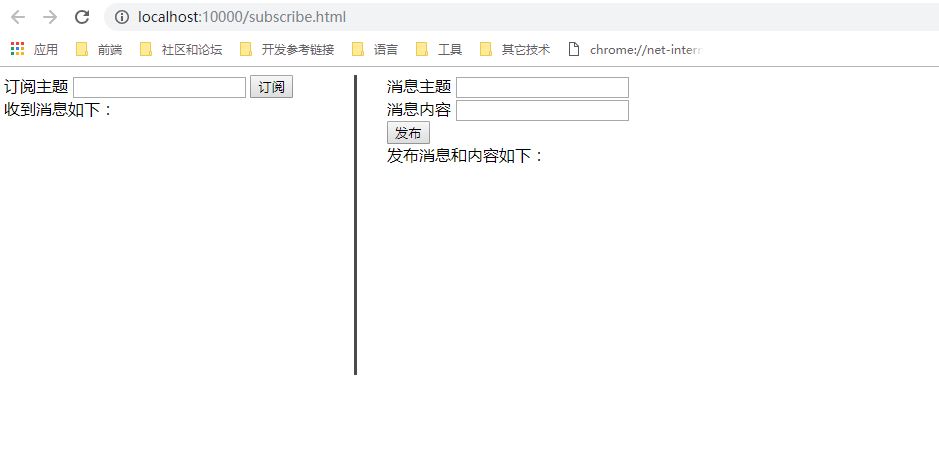 localhost:10000/subscribe.html
应用 前端 社区和论坛 开发参考链接 语言 工具 其它技术 chrome://net-intern
订阅主题 订阅
收到消息如下：
消息主题
消息内容
发布
发布消息和内容如下：